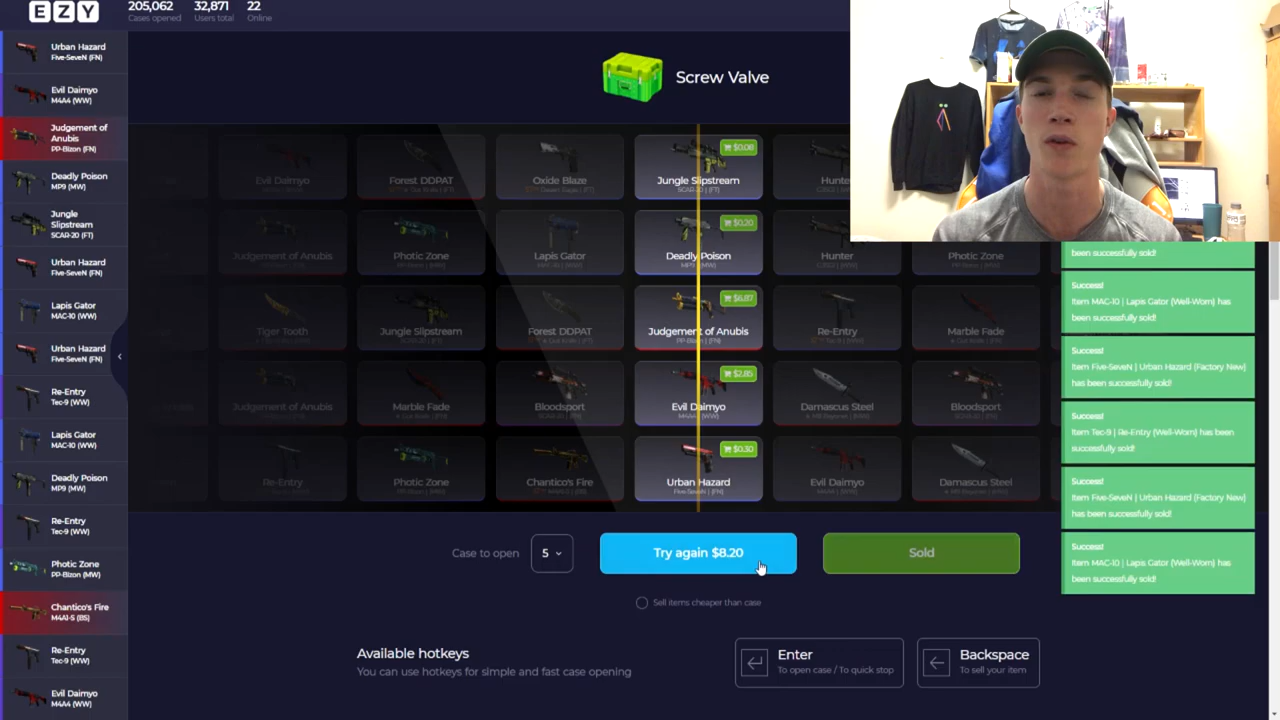 EZY
205,062
Cases opened
32,871
Users total
22
Online
Urban Hazard
Five-SeveN (FN)
Evil Daimyo
M4A4 (WW)
Judgement of
Anubis
PP-Bizon (FN)
Deadly Poison
MP9 (MW)
Jungle
Slipstream
SCAR-20 (FT)
Urban Hazard
Five-SeveN (FN)
Lapis Gator
MAC-10 (WW)
Urban Hazard
Five-SeveN (FN)
Re-Entry
Tec-9 (WW)
Lapis Gator
MAC-10 (WW)
Deadly Poison
MP9 (MW)
Re-Entry
Tec-9 (WW)
Photic Zone
PP-Bizon (MW)
Chantico's Fire
M4A1-S (BS)
Re-Entry
Tec-9 (WW)
Evil Daimyo
M4A4 (WW)
Screw Valve
Evil Daimyo
Forest DDPAT
Oxide Blaze
$0.08
Jungle Slipstream
SCAR-20 (FT)
Judgement of Anubis
Photic Zone
Lapis Gator
$0.20
Deadly Poison
MP9 (MW)
Hunter
Photic Zone
Tiger Tooth
Jungle Slipstream
Forest DDPAT
$6.87
Judgement of Anubis
PP-Bizon (FN)
Re-Entry
Marble Fade
Judgement of Anubis
Marble Fade
Bloodsport
$2.85
Evil Daimyo
M4A4 (WW)
Damascus Steel
Bloodsport
Re-Entry
Photic Zone
Chantico's Fire
$0.30
Urban Hazard
Five-SeveN (FN)
Evil Daimyo
Damascus Steel
been successfully sold!
Success!
Item MAC-10 | Lapis Gator (Well-Worn) has
been successfully sold!
Success!
Item Five-SeveN | Urban Hazard (Factory New)
has been successfully sold!
Success!
Item Tec-9 | Re-Entry (Well-Worn) has been
successfully sold!
Success!
Item Five-SeveN | Urban Hazard (Factory New)
has been successfully sold!
Success!
Item MAC-10 | Lapis Gator (Well-Worn) has
been successfully sold!
Case to open
5
Try again $8.20
Sold
Sell items cheaper than case
Available hotkeys
You can use hotkeys for simple and fast case opening
Enter
To open case / To quick stop
Backspace
To sell your item